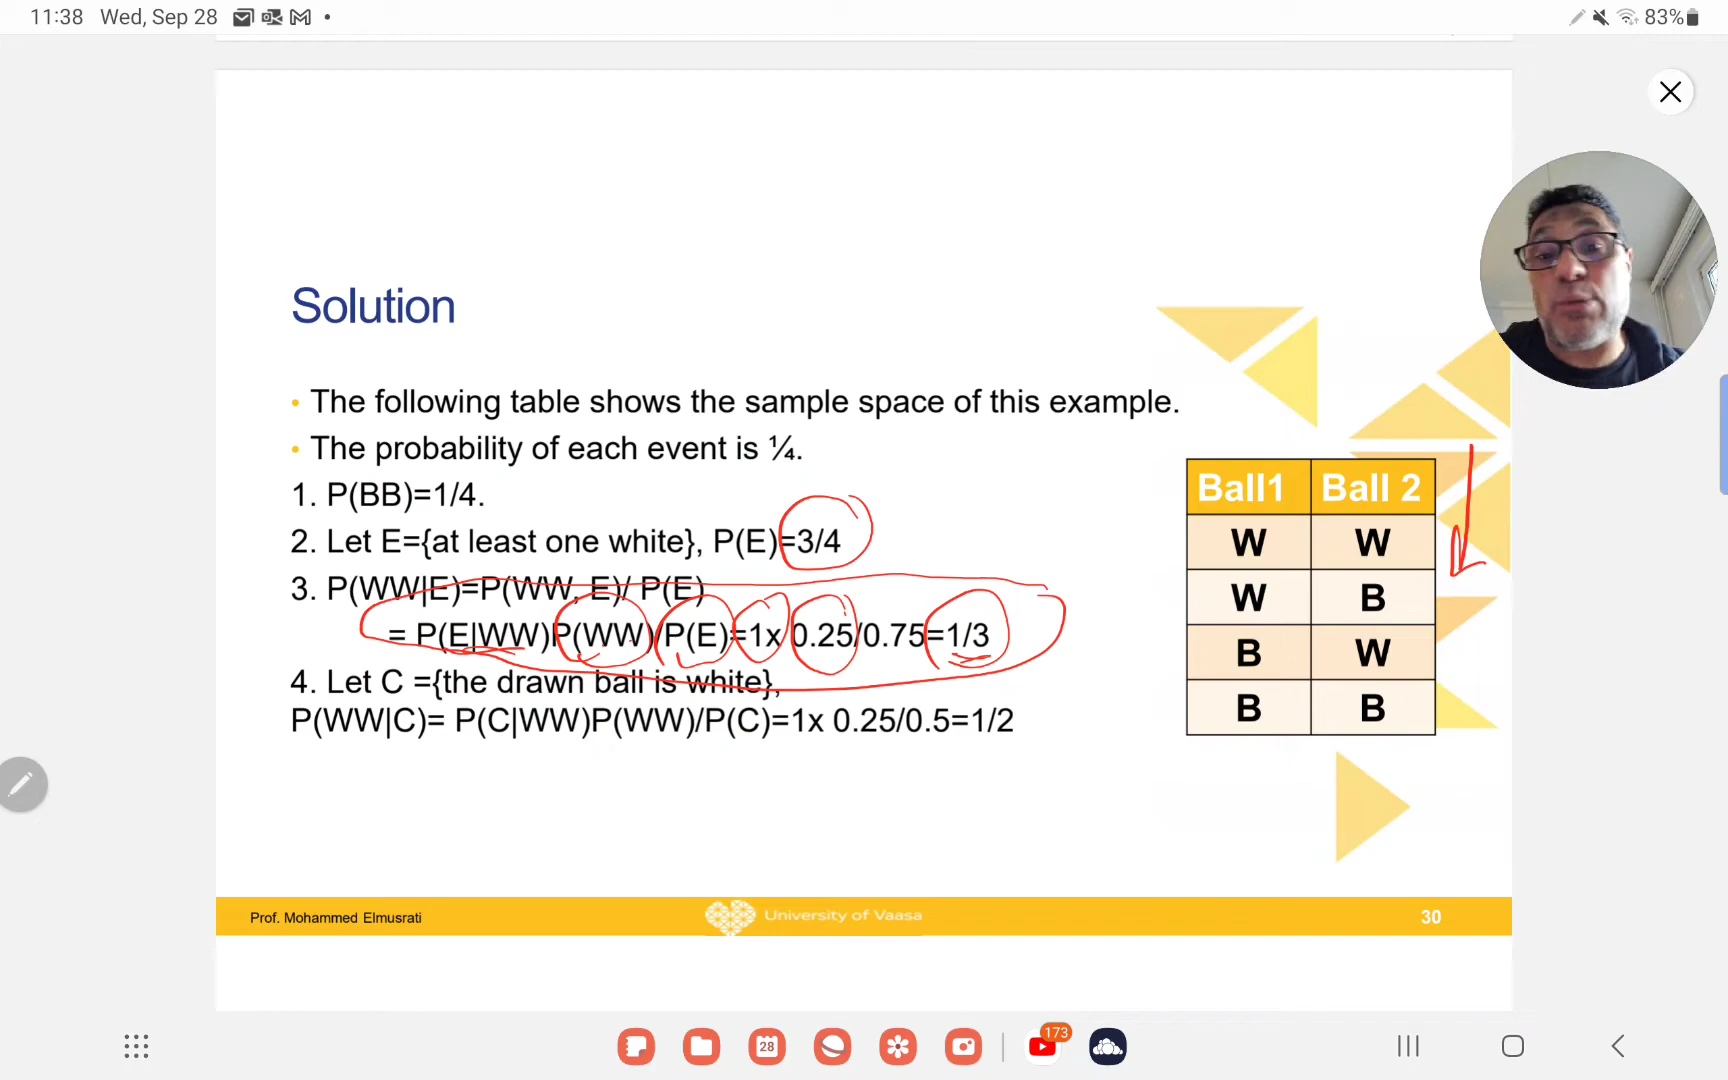 11:38 Wed, Sep 28 83%
Solution
• The following table shows the sample space of this example.
• The probability of each event is ¼.
1. P(BB)=1/4.
2. Let E={at least one white}, P(E)=3/4
3. P(WW|E)=P(WW, E)/ P(E)
= P(E|WW)P(WW)/P(E)=1x 0.25/0.75=1/3
4. Let C ={the drawn ball is white},
P(WW|C)= P(C|WW)P(WW)/P(C)=1x 0.25/0.5=1/2
Ball1 Ball 2
W W
W B
B W
B B
Prof. Mohammed Elmusrati University of Vaasa 30
28 173